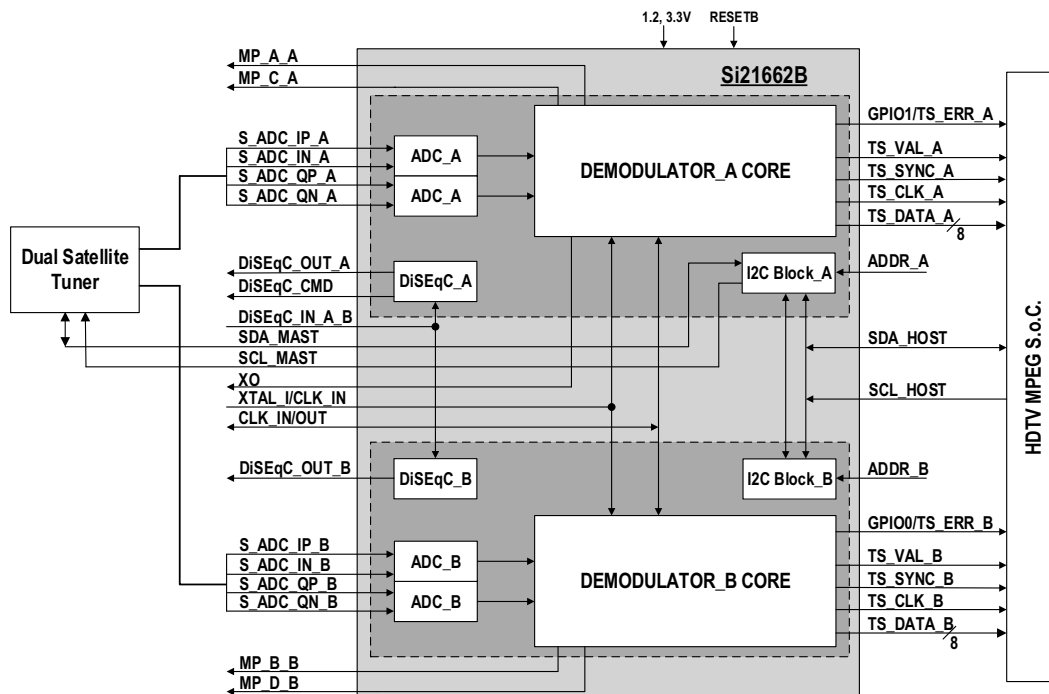 1.2, 3.3V
RESETB
Si21662B
MP_A_A
MP_C_A
S_ADC_IP_A
S_ADC_IN_A
S_ADC_QP_A
S_ADC_QN_A
ADC_A
ADC_A
DEMODULATOR_A CORE
GPIO1/TS_ERR_A
TS_VAL_A
TS_SYNC_A
TS_CLK_A
TS_DATA_A
8
Dual Satellite
Tuner
DiSEqC_OUT_A
DiSEqC_CMD
DiSEqC_A
I2C Block_A
ADDR_A
DiSEqC_IN_A_B
SDA_MAST
SCL_MAST
SDA_HOST
XO
XTAL_I/CLK_IN
CLK_IN/OUT
SCL_HOST
HDTV MPEG S.o.C.
DiSEqC_OUT_B
DiSEqC_B
I2C Block_B
ADDR_B
S_ADC_IP_B
S_ADC_IN_B
S_ADC_QP_B
S_ADC_QN_B
ADC_B
ADC_B
DEMODULATOR_B CORE
GPIO0/TS_ERR_B
TS_VAL_B
TS_SYNC_B
TS_CLK_B
TS_DATA_B
8
MP_B_B
MP_D_B